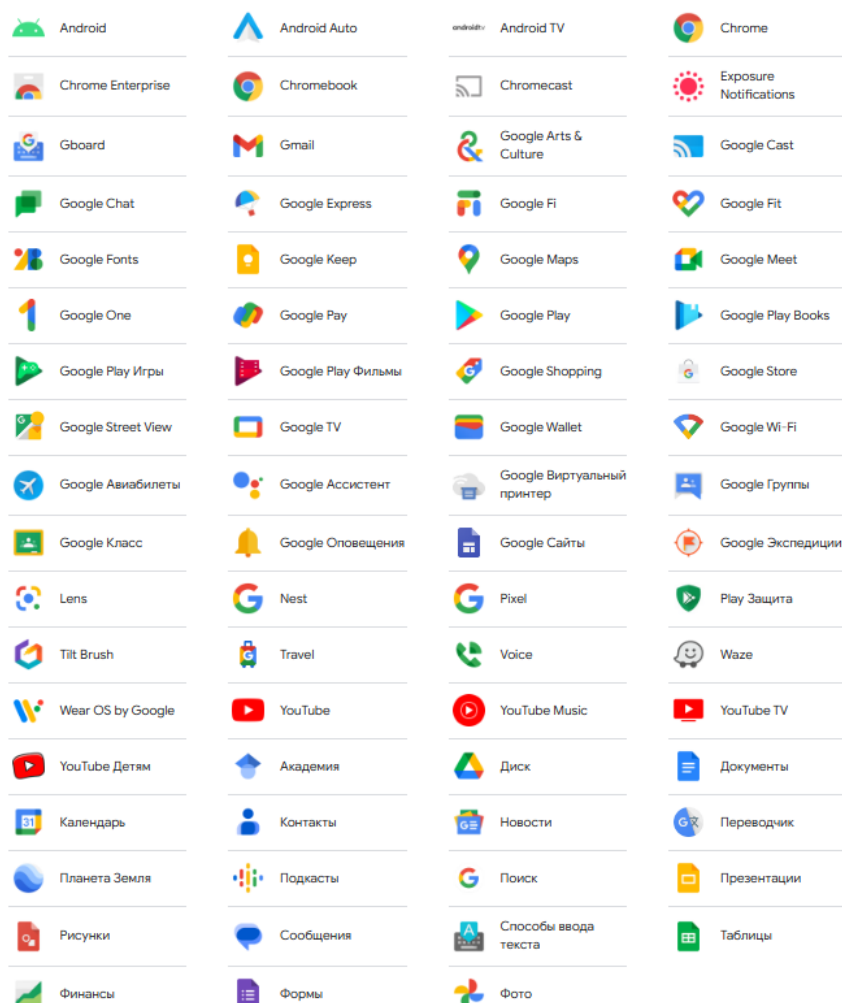 Android
Android Auto
androidtv
Android TV
Chrome
Chrome Enterprise
Chromebook
Chromecast
Exposure
Notifications
Gboard
Gmail
Google Arts &
Culture
Google Cast
Google Chat
Google Express
Google Fi
Google Fit
Google Fonts
Google Keep
Google Maps
Google Meet
Google One
Google Pay
Google Play
Google Play Books
Google Play Игры
Google Play Фильмы
Google Shopping
Google Store
Google Street View
Google TV
Google Wallet
Google Wi-Fi
Google Авиабилеты
Google Ассистент
Google Виртуальный
принтер
Google Группы
Google Класс
Google Оповещения
Google Сайты
Google Экспедиции
Lens
Nest
Pixel
Play Защита
Tilt Brush
Travel
Voice
Waze
Wear OS by Google
YouTube
YouTube Music
YouTube TV
YouTube Детям
Академия
Диск
Документы
31
Календарь
Контакты
Новости
Переводчик
Планета Земля
Подкасты
Поиск
Презентации
Рисунки
Сообщения
Способы ввода
текста
Таблицы
Финансы
Формы
Фото